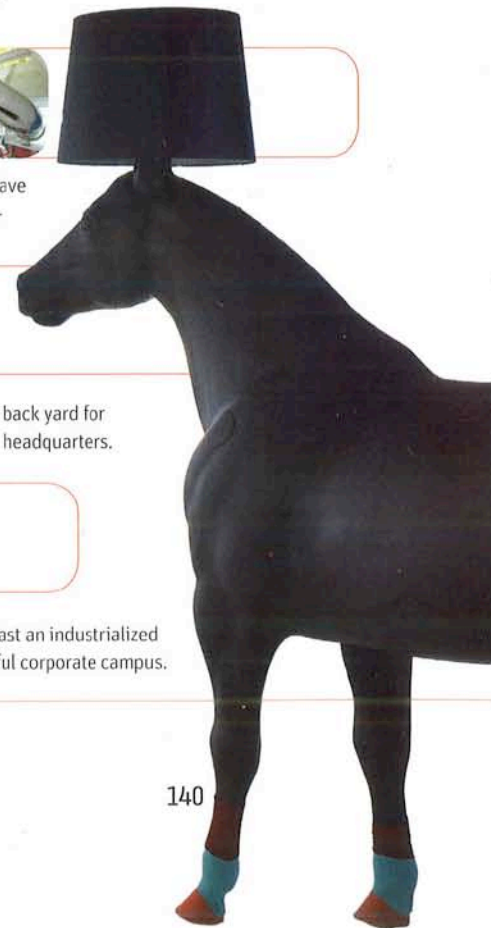 ave
back yard for
headquarters.
ast an industrialized
ful corporate campus.
140